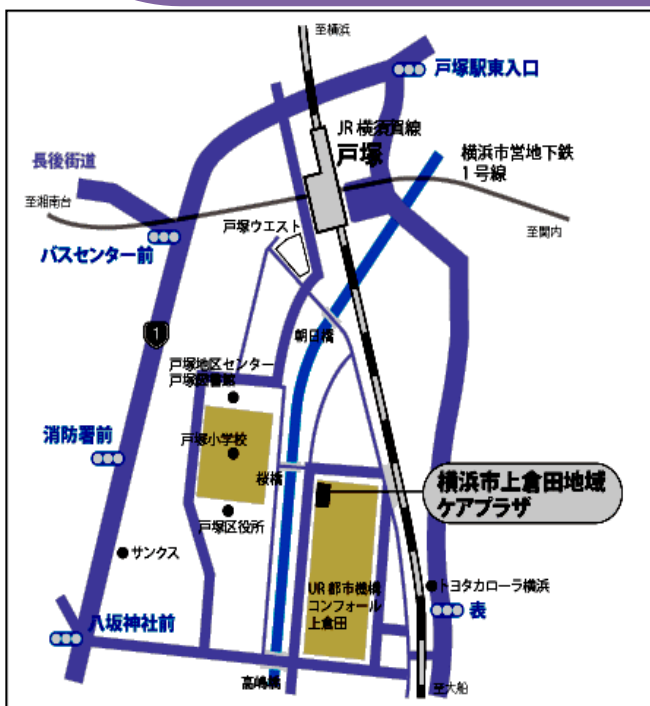 至横浜
戸塚駅東入口
JR横須賀線
戸塚
横浜市営地下鉄
1号線
長後街道
至湘南台
戸塚ウエスト
至関内
バスセンター前
1
朝日橋
戸塚地区センター
戸塚図書館
消防署前
戸塚小学校
桜橋
横浜市上倉田地域
ケアプラザ
戸塚区役所
サンクス
トヨタカローラ横浜
UR都市機構
コンフォール
上倉田
表
八坂神社前
高嶋橋
至大船